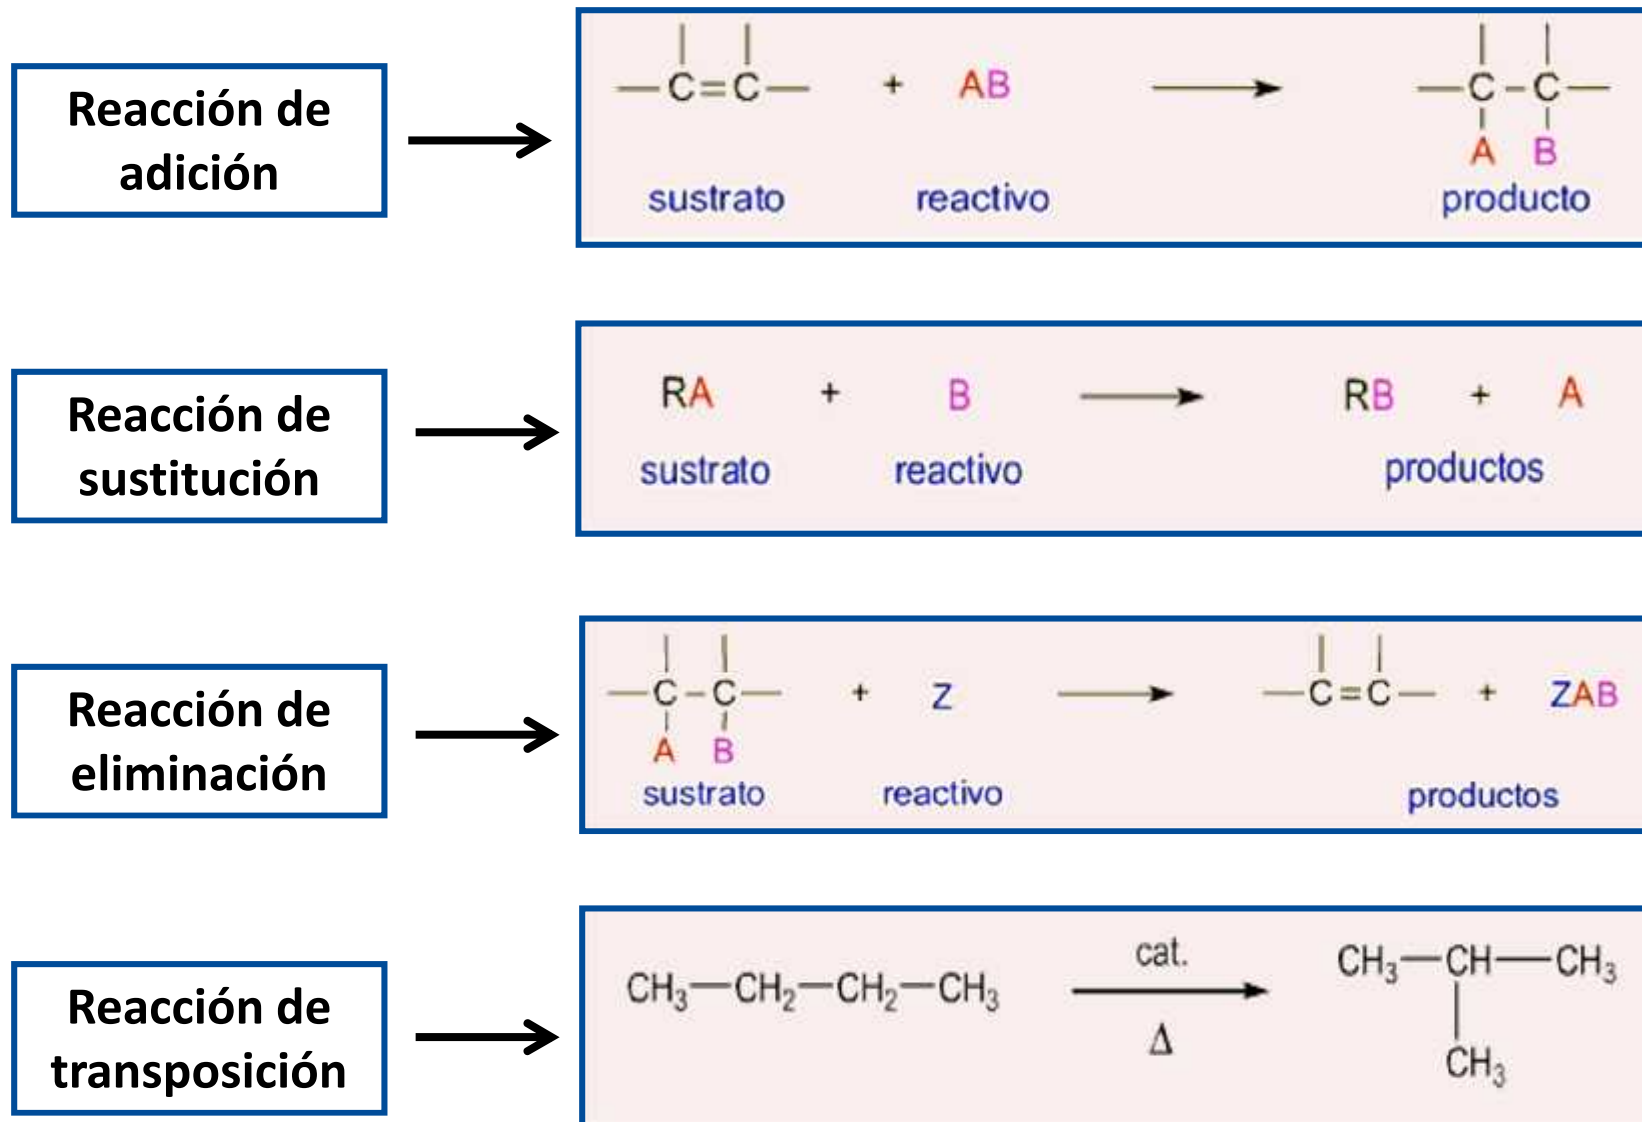 Reacción de
adición
C=C + AB C-C
A B
sustrato reactivo producto
Reacción de
sustitución
RA + B RB + A
sustrato reactivo productos
Reacción de
eliminación
C-C + Z C=C + ZAB
A B
sustrato reactivo productos
Reacción de
transposición
CH₃—CH₂—CH₂—CH₃ cat. CH₃—CH—CH₃
Δ
CH₃